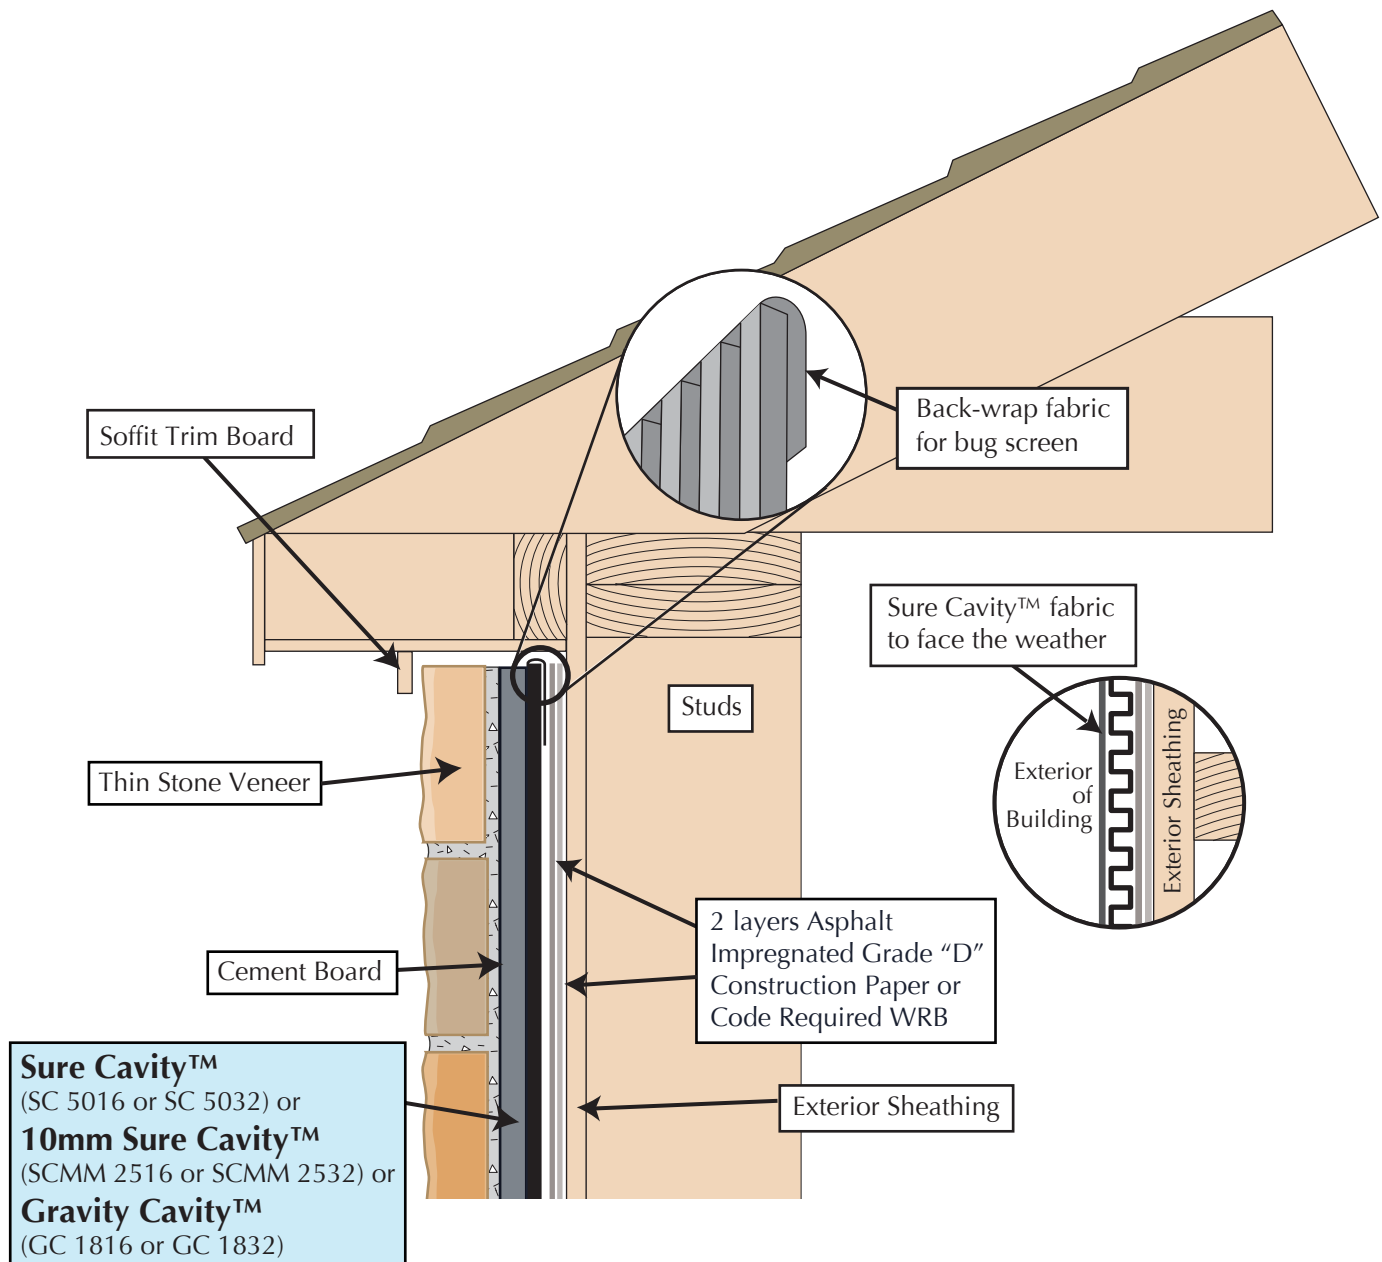 Soffit Trim Board
Back-wrap fabric
for bug screen
Sure Cavity™ fabric
to face the weather
Studs
Thin Stone Veneer
Exterior
of
Building
Exterior Sheathing
2 layers Asphalt
Impregnated Grade “D”
Construction Paper or
Code Required WRB
Cement Board
Sure Cavity™
(SC 5016 or SC 5032) or
10mm Sure Cavity™
(SCMM 2516 or SCMM 2532) or
Gravity Cavity™
(GC 1816 or GC 1832)
Exterior Sheathing